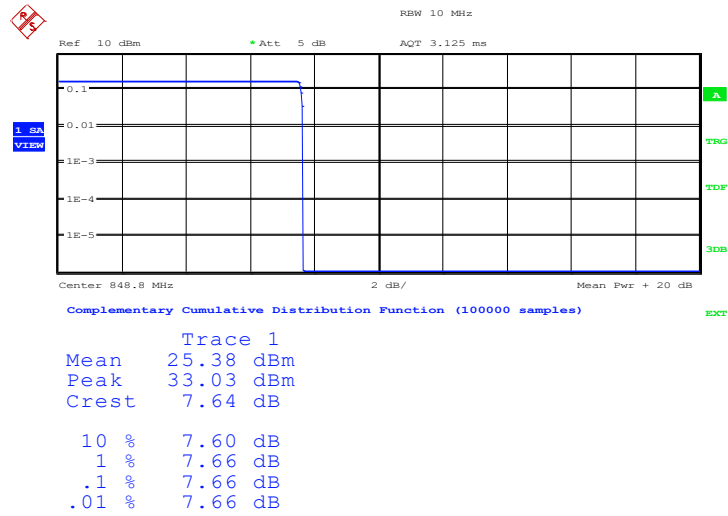 R
S
RBW 10 MHz
Ref 10 dBm * Att 5 dB AQT 3.125 ms
0.1
A
1 SA
VIEW
0.01
TRG
1E-3
TDF
1E-4
1E-5
3DB
Center 848.8 MHz 2 dB/ Mean Pwr + 20 dB
Complementary Cumulative Distribution Function (100000 samples)
EXT
Trace 1
Mean 25.38 dBm
Peak 33.03 dBm
Crest 7.64 dB
10 % 7.60 dB
1 % 7.66 dB
.1 % 7.66 dB
.01 % 7.66 dB